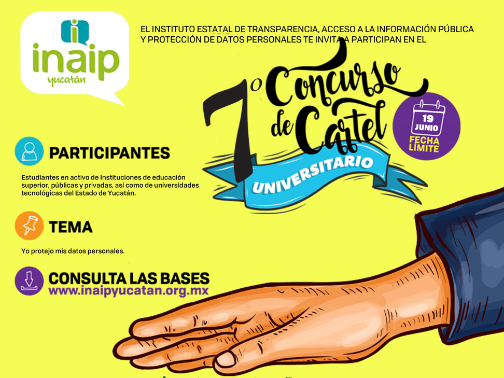 inaip
yucatán
EL INSTITUTO ESTATAL DE TRANSPARENCIA, ACCESO A LA INFORMACIÓN PÚBLICA
Y PROTECCIÓN DE DATOS PERSONALES TE INVITA A PARTICIPAN EN EL
7° Concurso
de Cartel
UNIVERSITARIO
19
JUNIO
FECHA
LÍMITE
PARTICIPANTES
Estudiantes en activo de Instituciones de educación
superior, públicas y privadas, así como de universidades
tecnológicas del Estado de Yucatán.
TEMA
Yo protejo mis datos personales.
CONSULTA LAS BASES
www.inaipyucatan.org.mx